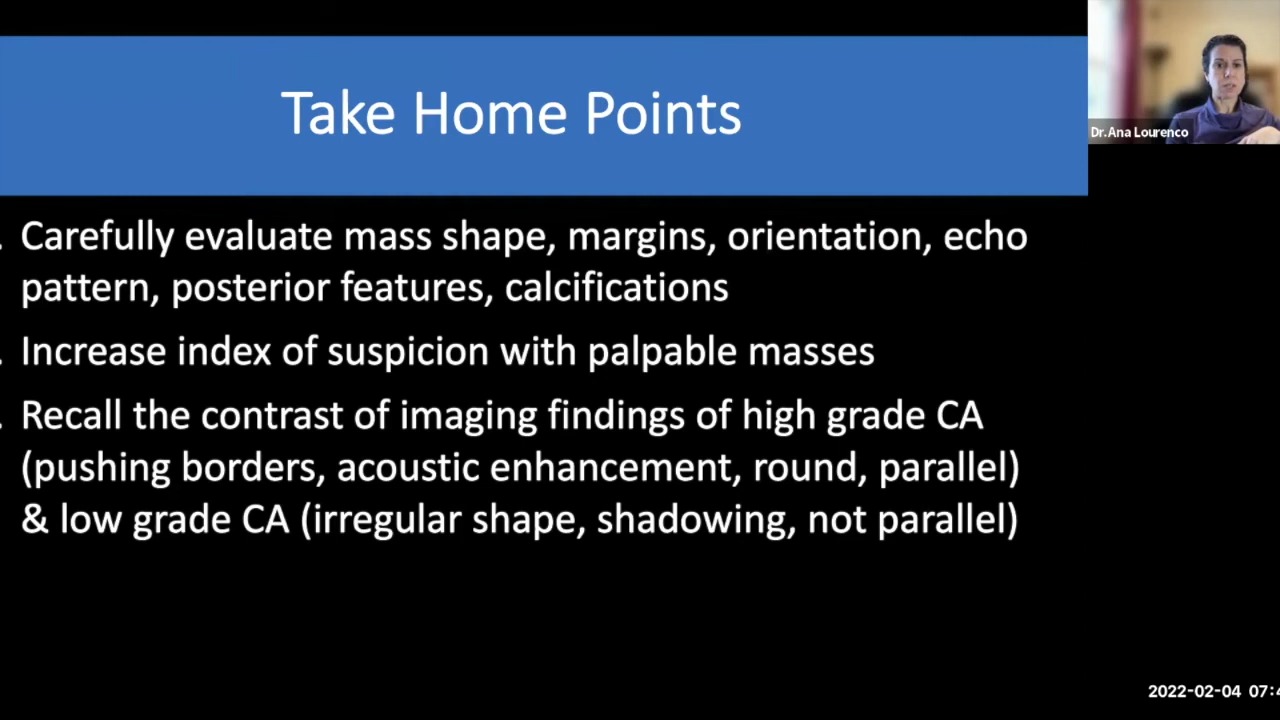 Take Home Points
Dr. Ana Lourenco
. Carefully evaluate mass shape, margins, orientation, echo
pattern, posterior features, calcifications
. Increase index of suspicion with palpable masses
. Recall the contrast of imaging findings of high grade CA
(pushing borders, acoustic enhancement, round, parallel)
& low grade CA (irregular shape, shadowing, not parallel)
2022-02-04